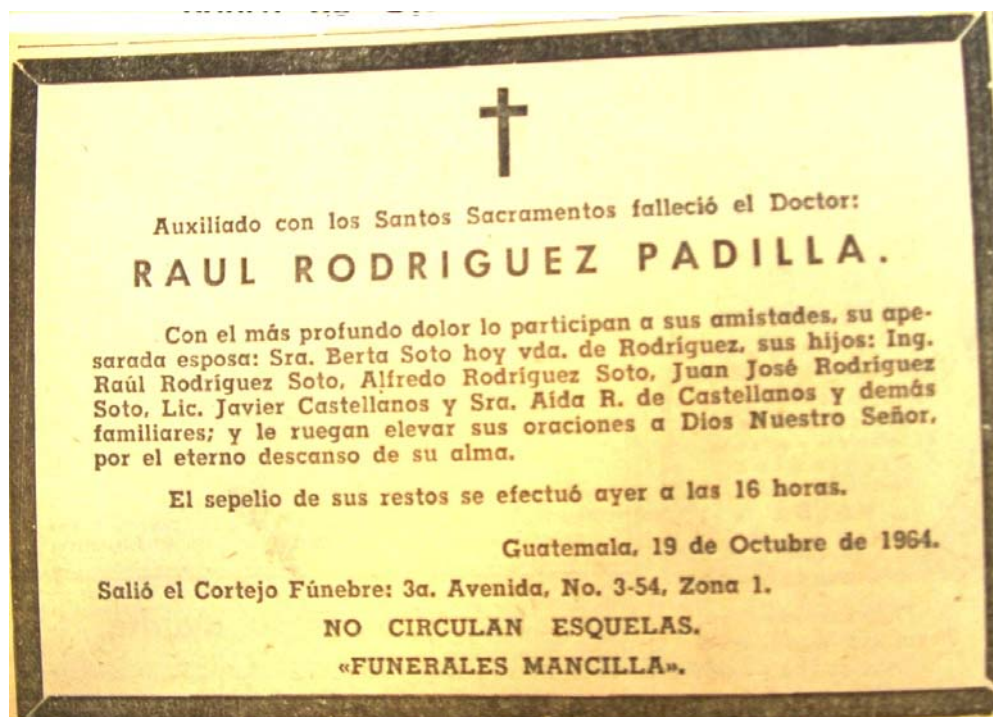 Auxiliado con los Santos Sacramentos falleció el Doctor:
RAUL RODRIGUEZ PADILLA.
Con el más profundo dolor lo participan a sus amistades, su ape-
sarada esposa: Sra. Berta Soto hoy vda. de Rodríguez, sus hijos: Ing.
Raúl Rodríguez Soto, Alfredo Rodríguez Soto, Juan José Rodríguez
Soto, Lic. Javier Castellanos y Sra. Aída R. de Castellanos y demás
familiares; y le ruegan elevar sus oraciones a Dios Nuestro Señor,
por el eterno descanso de su alma.
El sepelio de sus restos se efectuó ayer a las 16 horas.
Guatemala, 19 de Octubre de 1964.
Salió el Cortejo Fúnebre: 3a. Avenida, No. 3-54, Zona 1.
NO CIRCULAN ESQUELAS.
«FUNERALES MANCILLA».